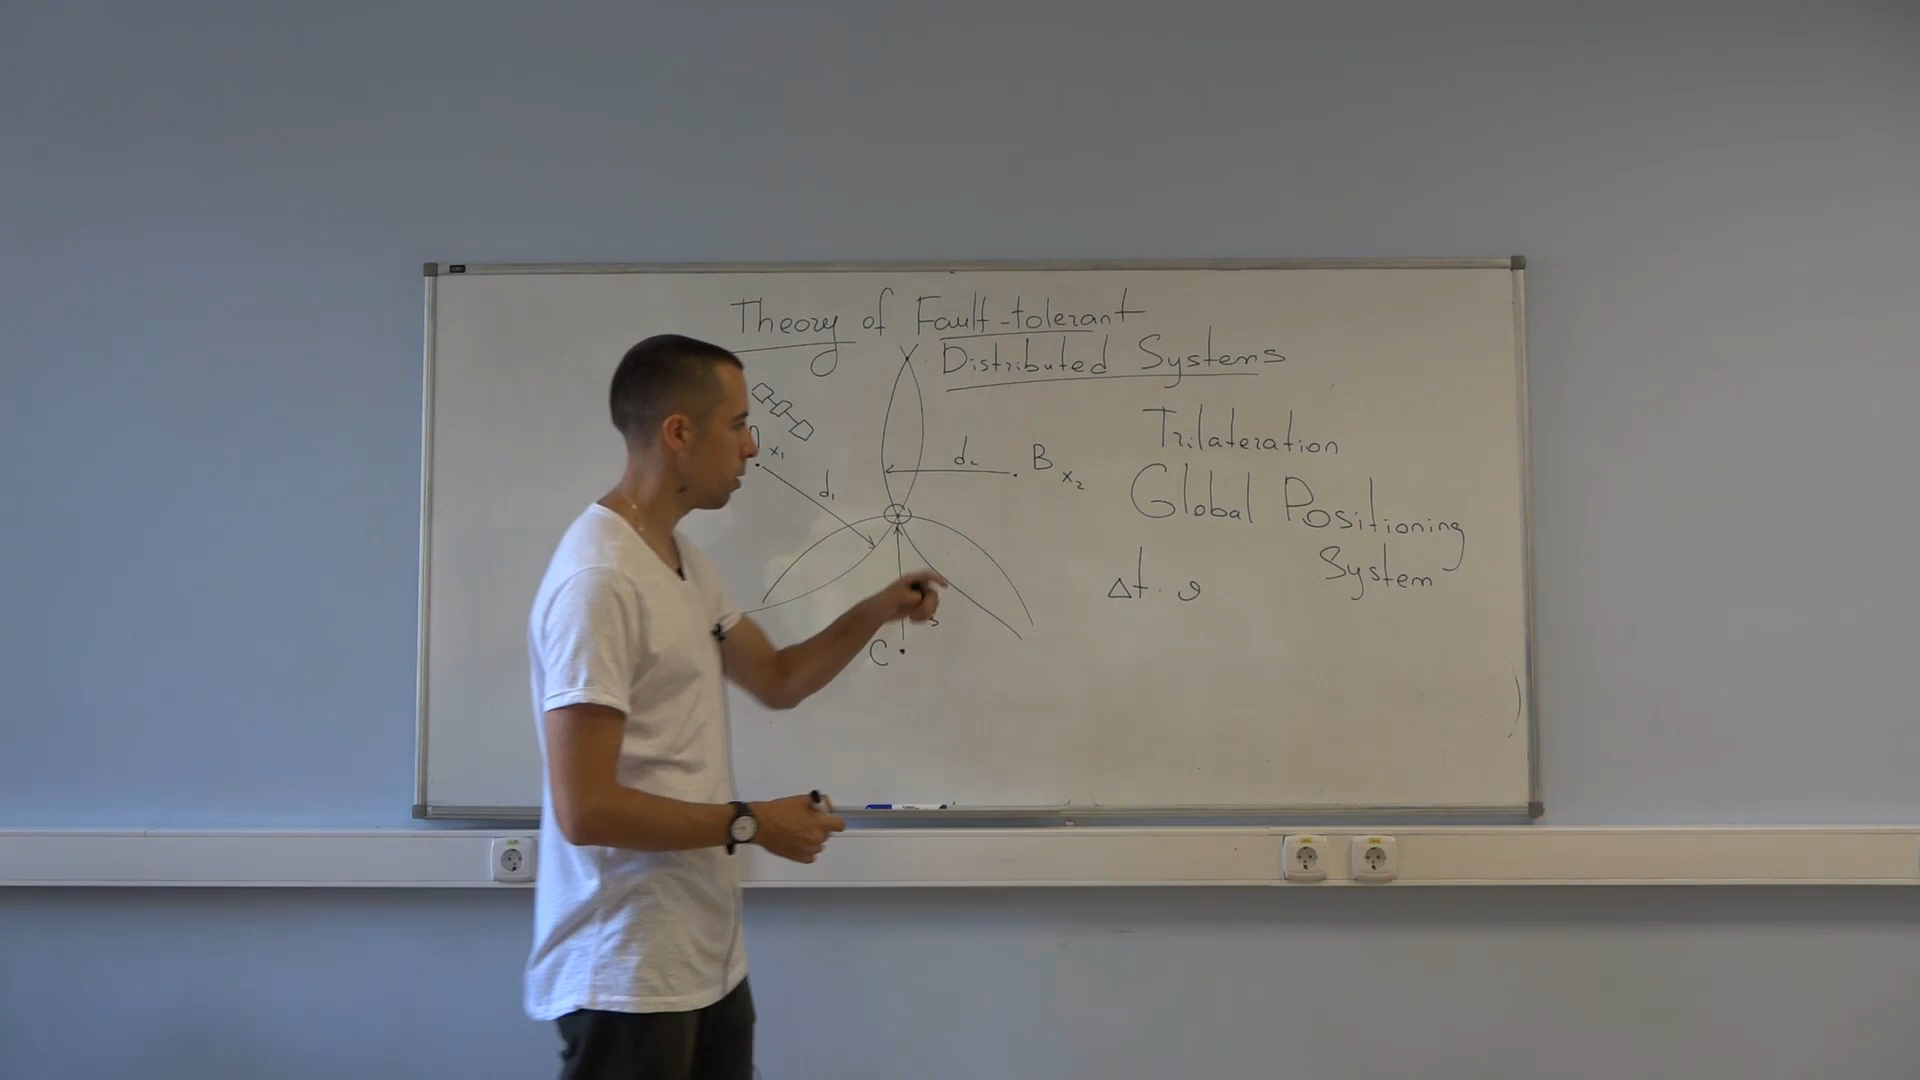 Theory of Fault-tolerant
Distributed Systems
x₁
d₁
d₂
B
x₂
Trilateration
Global Positioning
System
Δt · v
C